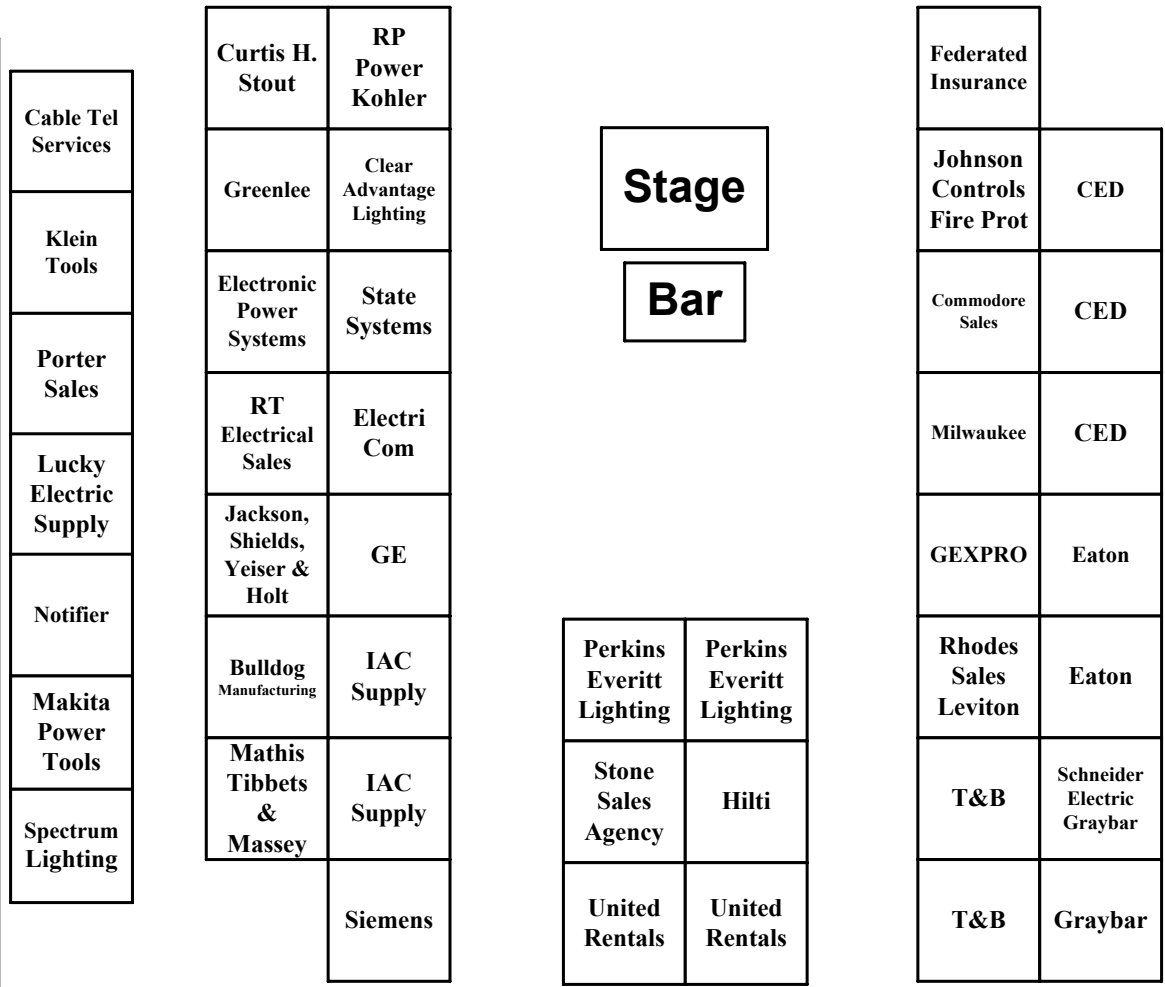 Cable Tel
Services
Klein
Tools
Porter
Sales
Lucky
Electric
Supply
Notifier
Makita
Power
Tools
Spectrum
Lighting
Curtis H.
Stout
Greenlee
Electronic
Power
Systems
RT
Electrical
Sales
Jackson,
Shields,
Yeiser &
Holt
Bulldog
Manufacturing
Mathis
Tibbets
&
Massey
RP
Power
Kohler
Clear
Advantage
Lighting
State
Systems
Electri
Com
GE
IAC
Supply
IAC
Supply
Siemens
Stage
Bar
Perkins
Everitt
Lighting
Perkins
Everitt
Lighting
Stone
Sales
Agency
Hilti
United
Rentals
United
Rentals
Federated
Insurance
Johnson
Controls
Fire Prot
Commodore
Sales
Milwaukee
GEXPRO
Rhodes
Sales
Leviton
T&B
T&B
CED
CED
CED
Eaton
Eaton
Schneider
Electric
Graybar
Graybar